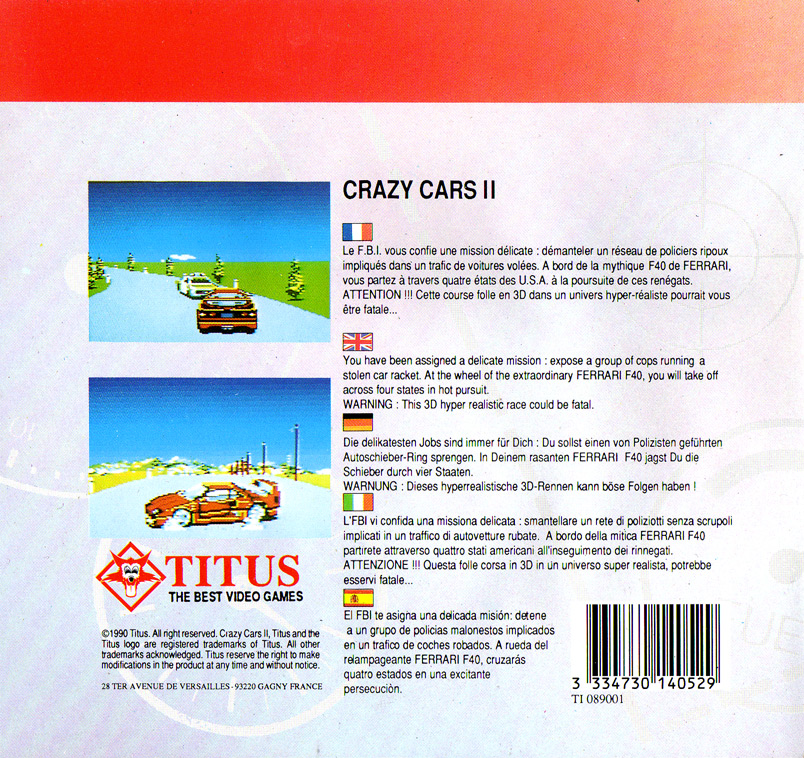 CRAZY CARS II
Le F.B.I. vous confie une mission délicate : démanteler un réseau de policiers ripoux
impliqués dans un trafic de voitures volées. A bord de la mythique F40 de FERRARI,
vous partez à travers quatre états des U.S.A. à la poursuite de ces renégats.
ATTENTION !!! Cette course folle en 3D dans un univers hyper-réaliste pourrait vous
être fatale...
You have been assigned a delicate mission : expose a group of cops running a
stolen car racket. At the wheel of the extraordinary FERRARI F40, you will take off
across four states in hot pursuit.
WARNING : This 3D hyper realistic race could be fatal.
Die delikatesten Jobs sind immer für Dich : Du sollst einen von Polizisten geführten
Autoschieber-Ring sprengen. In Deinem rasanten FERRARI F40 jagst Du die
Schieber durch vier Staaten.
WARNUNG : Dieses hyperrealistische 3D-Rennen kann böse Folgen haben !
L'FBI vi confida una missiona delicata : smantellare un rete di poliziotti senza scrupoli
implicati in un traffico di autovetture rubate. A bordo della mitica FERRARI F40
partirete attraverso quattro stati americani all'inseguimento dei rinnegati.
ATTENZIONE !!! Questa folle corsa in 3D in un universo super realista, potrebbe
esservi fatale...
El FBI te asigna una delicada misión: detene
a un grupo de policias malonestos implicados
en un trafico de coches robados. A rueda del
relampageante FERRARI F40, cruzarás
quatro estados en una excitante
persecuciòn.
TITUS
THE BEST VIDEO GAMES
©1990 Titus. All right reserved. Crazy Cars II, Titus and the
Titus logo are registered trademarks of Titus. All other
trademarks acknowledged. Titus reserve the right to make
modifications in the product at any time and without notice.
28 TER AVENUE DE VERSAILLES - 93220 GAGNY FRANCE
3 334730 140529
TI 089001